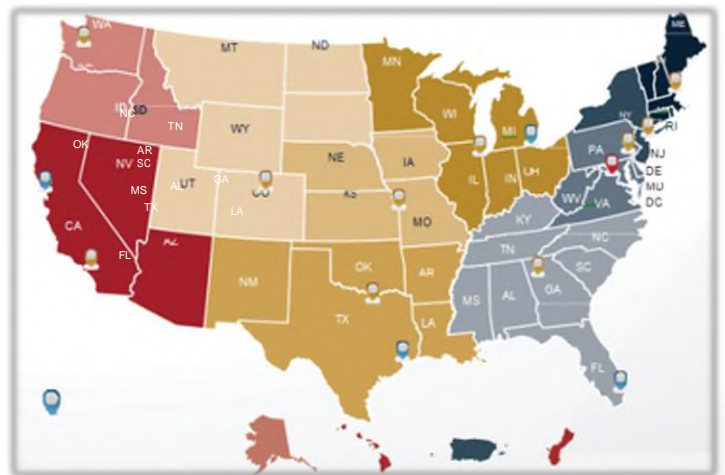 WA
ME
MT
ND
MN
ID
SD
NC
WI
NY
TN
WY
MI
RI
OK
AR
NV
SC
NE
IA
PA
NJ
IL
IN
OH
DE
MS
AL
UT
GA
CO
KS
WV
VA
MD
DC
TX
LA
MO
KY
CA
FL
AZ
TN
NC
OK
AR
SC
NM
MS
AL
GA
TX
LA
FL